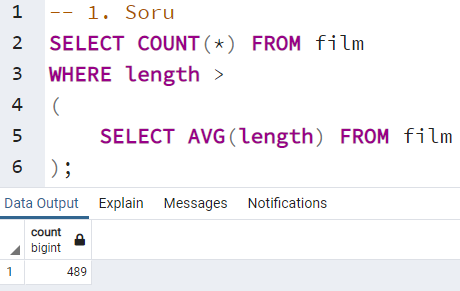 1 -- 1. Soru
2 SELECT COUNT(*) FROM film
3 WHERE length >
4 (
5 SELECT AVG(length) FROM film
6 );
Data Output Explain Messages Notifications
count
bigint
1 489